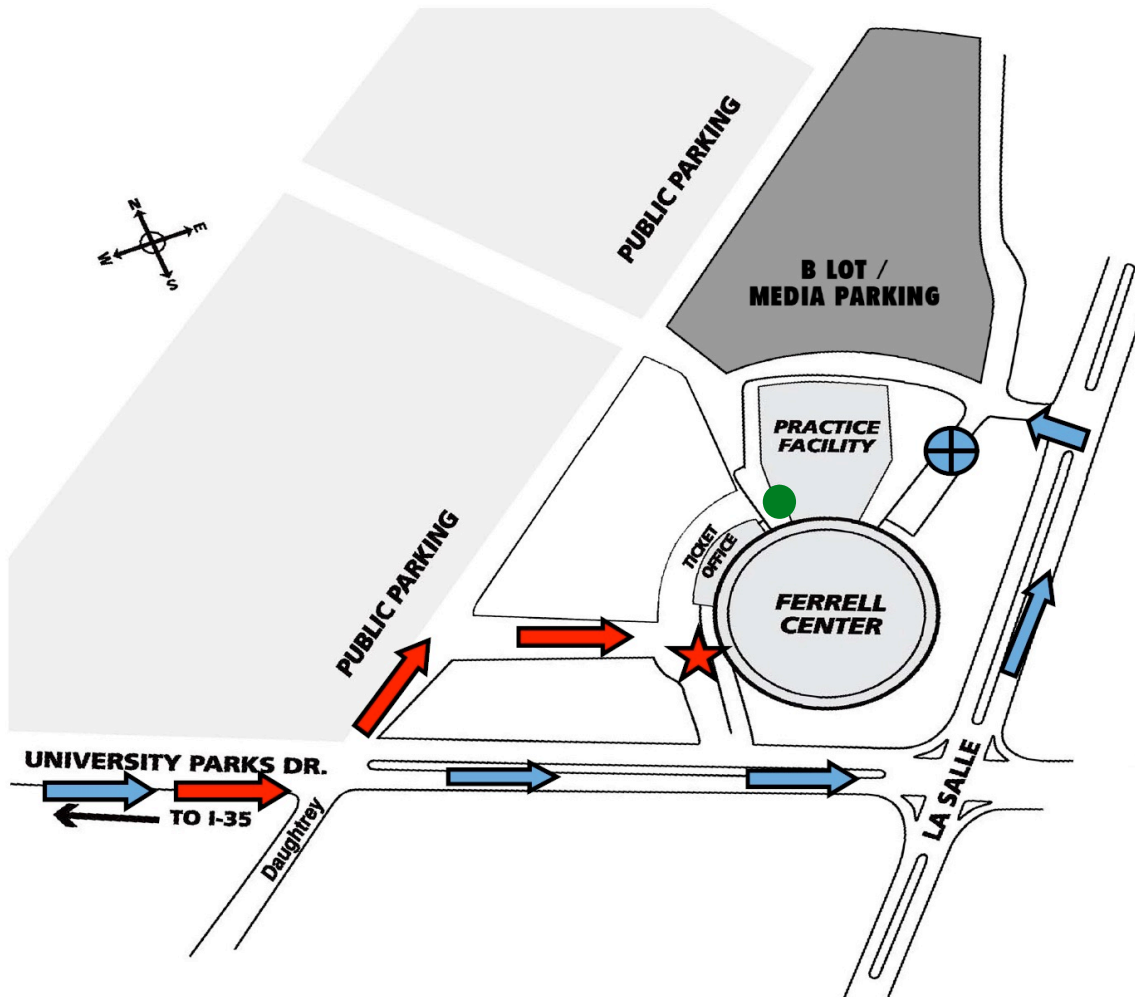 PUBLIC PARKING
B LOT /
MEDIA PARKING
N
E
W
S
PRACTICE
FACILITY
TICKET
OFFICE
PUBLIC PARKING
FERRELL
CENTER
UNIVERSITY PARKS DR.
TO I-35
Daughtrey
LA SALLE